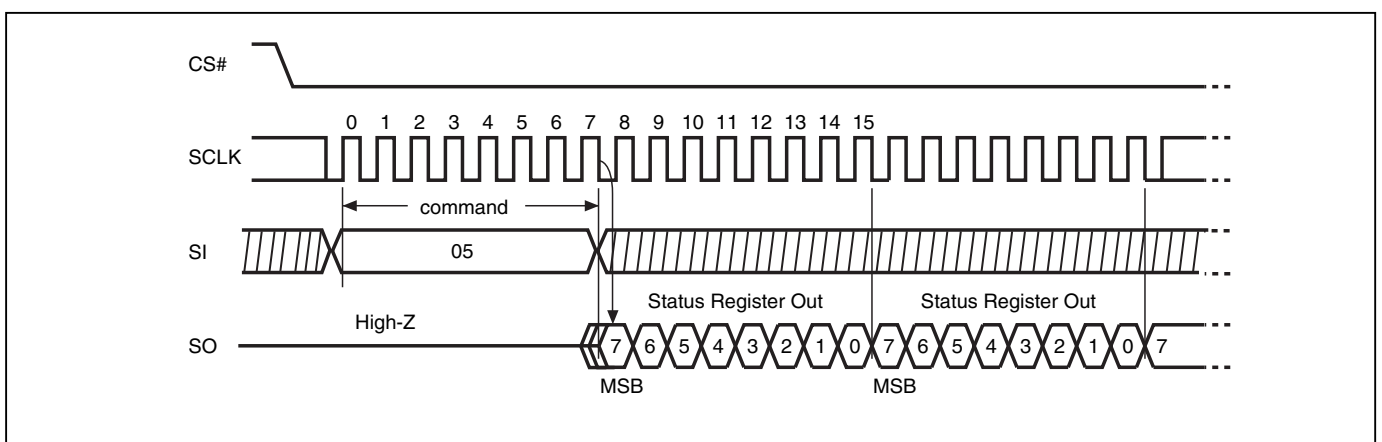 CS#
0 1 2 3 4 5 6 7 8 9 10 11 12 13 14 15
SCLK
command
SI
05
Status Register Out Status Register Out
High-Z
SO
7 6 5 4 3 2 1 0 7 6 5 4 3 2 1 0 7
MSB MSB